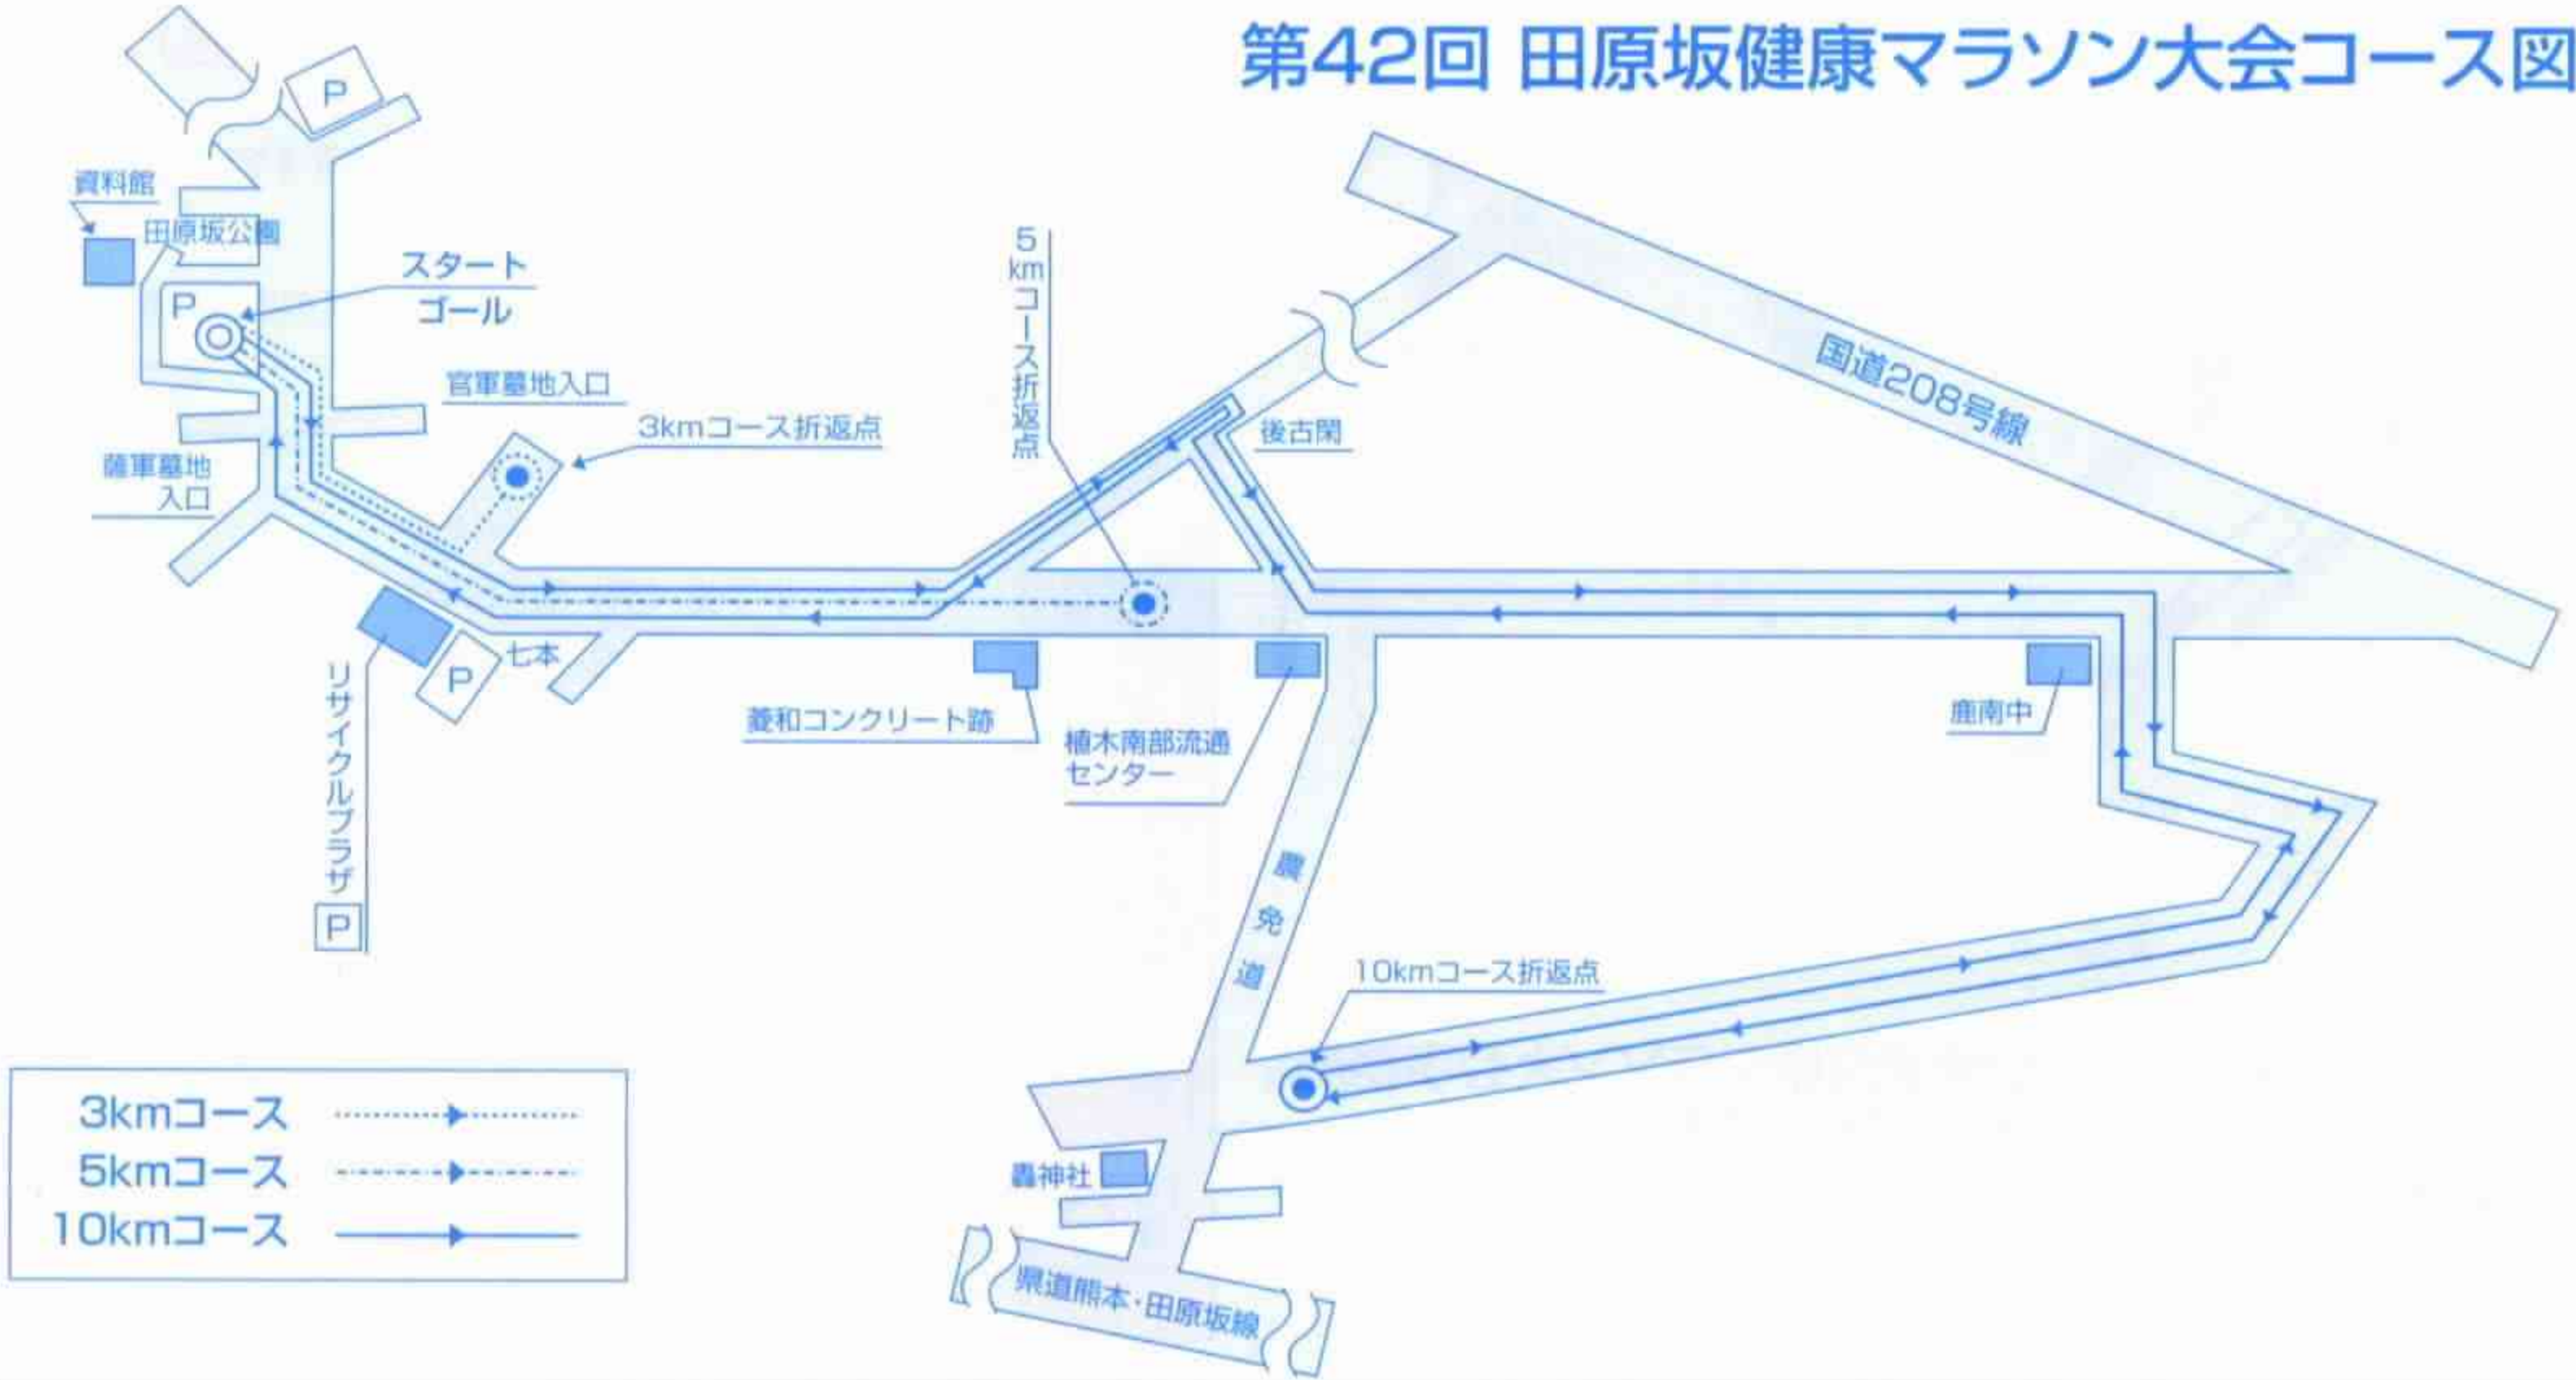 第42回 田原坂健康マラソン大会コース図
P
資料館
田原坂公園
P
スタート
ゴール
官軍墓地入口
3kmコース折返点
5kmコース折返点
後古閑
国道208号線
薩軍墓地
入口
リサイクルプラザ
P
P
七本
菱和コンクリート跡
植木南部流通
センター
鹿南中
農免道
10kmコース折返点
轟神社
県道熊本・田原坂線
3kmコース
5kmコース
10kmコース